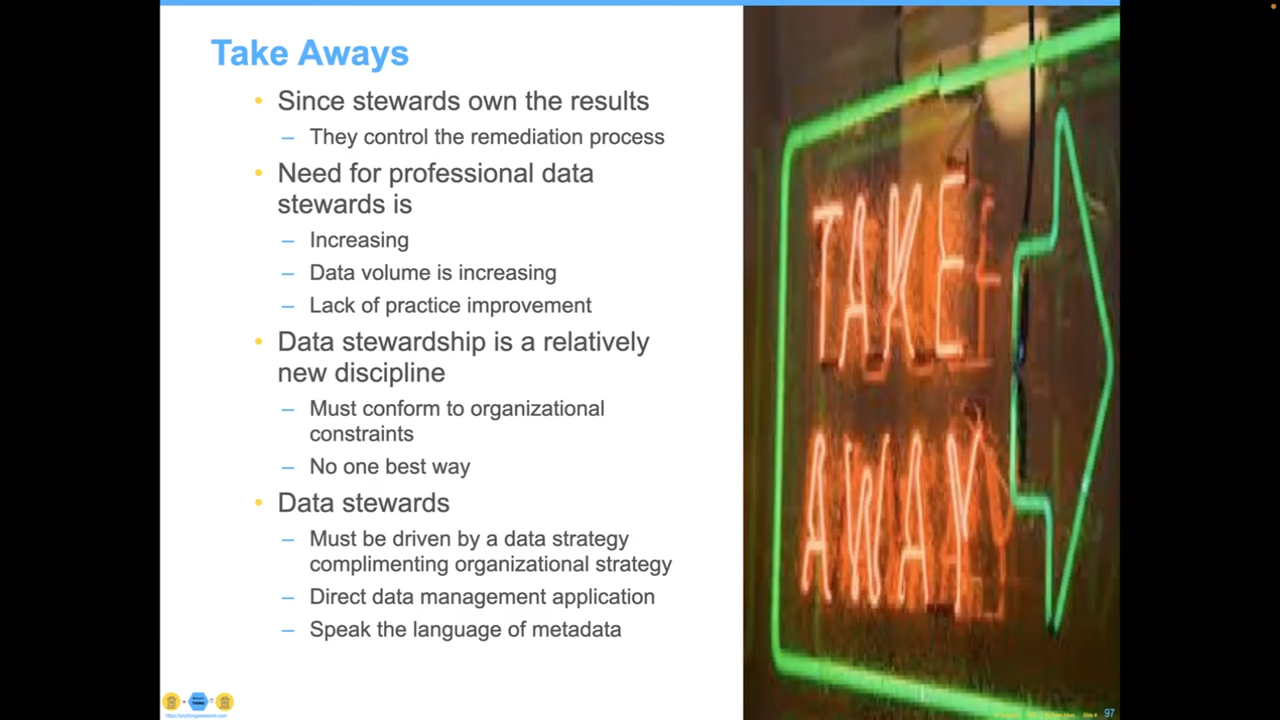 Take Aways
• Since stewards own the results
– They control the remediation process
• Need for professional data
stewards is
– Increasing
– Data volume is increasing
– Lack of practice improvement
• Data stewardship is a relatively
new discipline
– Must conform to organizational
constraints
– No one best way
• Data stewards
– Must be driven by a data strategy
complimenting organizational strategy
– Direct data management application
– Speak the language of metadata
TAKE
AWAY
97